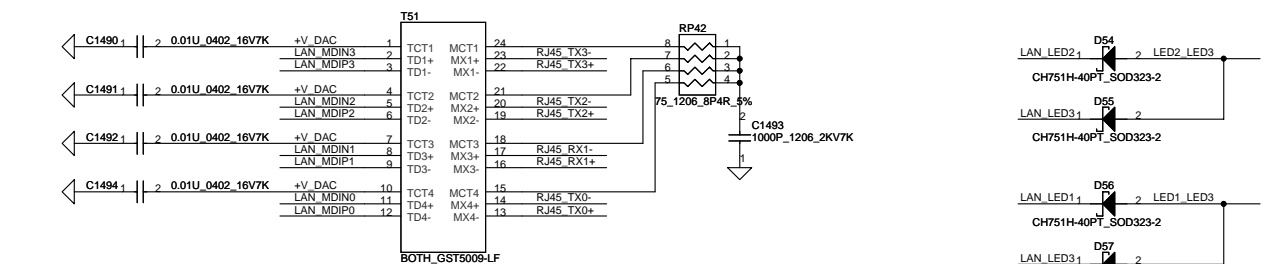 T51
C1490 1 2 0.01U_0402_16V7K +V_DAC 1 TCT1 MCT1 24
LAN_MDIN3 2 TD1+ MX1+ 23 RJ45_TX3-
LAN_MDIP3 3 TD1- MX1- 22 RJ45_TX3+
C1491 1 2 0.01U_0402_16V7K +V_DAC 4 TCT2 MCT2 21
LAN_MDIN2 5 TD2+ MX2+ 20 RJ45_TX2-
LAN_MDIP2 6 TD2- MX2- 19 RJ45_TX2+
C1492 1 2 0.01U_0402_16V7K +V_DAC 7 TCT3 MCT3 18
LAN_MDIN1 8 TD3+ MX3+ 17 RJ45_RX1-
LAN_MDIP1 9 TD3- MX3- 16 RJ45_RX1+
C1494 1 2 0.01U_0402_16V7K +V_DAC 10 TCT4 MCT4 15
LAN_MDIN0 11 TD4+ MX4+ 14 RJ45_TX0-
LAN_MDIP0 12 TD4- MX4- 13 RJ45_TX0+
BOTH_GST5009-LF
RP42
8 1
7 2
6 3
5 4
75_1206_8P4R_5%
2
C1493
1000P_1206_2KV7K
1
D54
LAN_LED2 1 2 LED2_LED3
CH751H-40PT_SOD323-2
D55
LAN_LED3 1 2
CH751H-40PT_SOD323-2
D56
LAN_LED1 1 2 LED1_LED3
CH751H-40PT_SOD323-2
D57
LAN_LED3 1 2